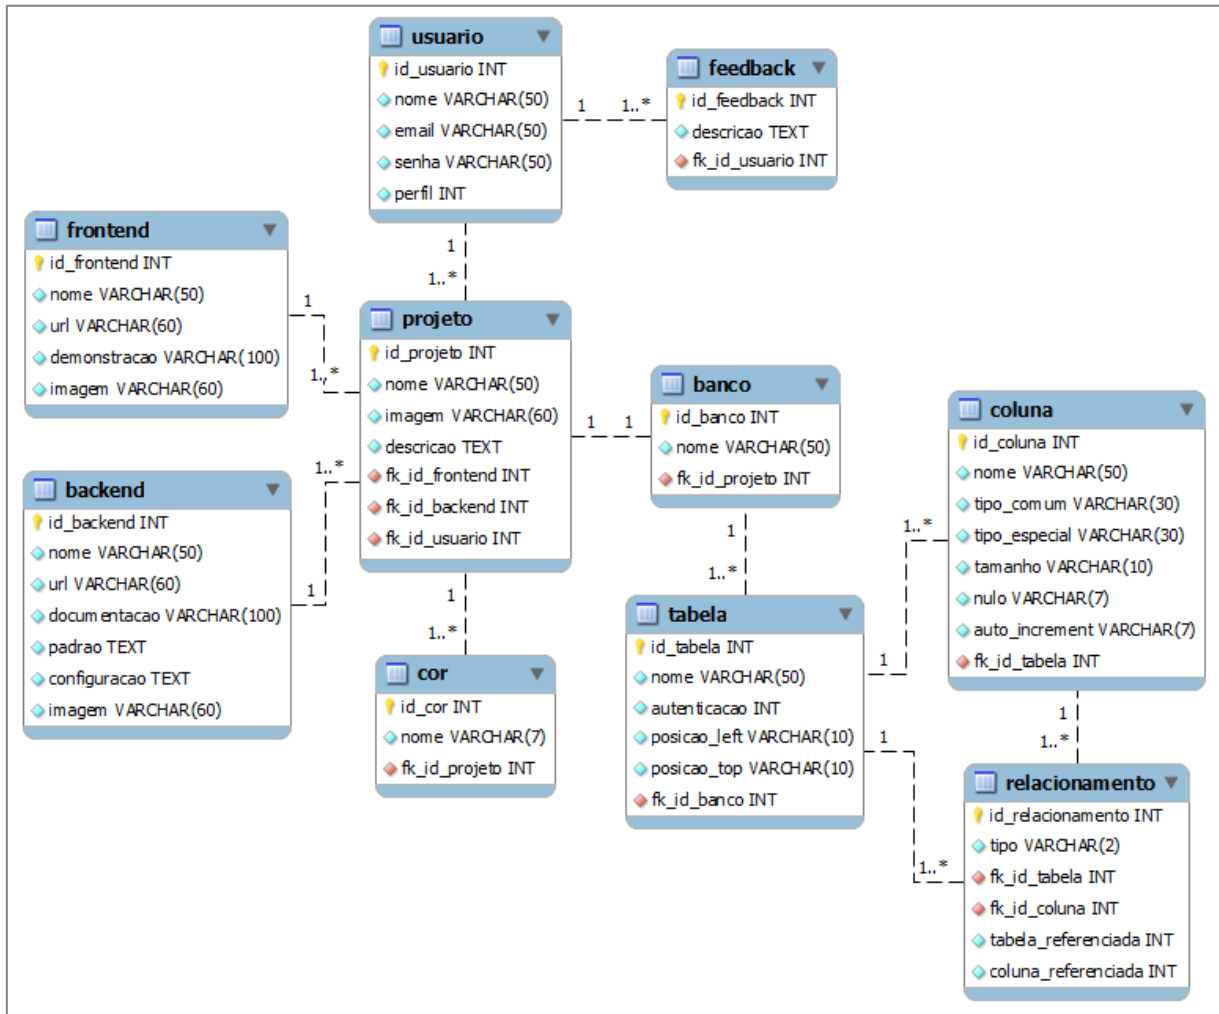 usuario
id_usuario INT
nome VARCHAR(50)
email VARCHAR(50)
senha VARCHAR(50)
perfil INT
1
1..*
feedback
id_feedback INT
descricao TEXT
fk_id_usuario INT
1
1..*
frontend
id_frontend INT
nome VARCHAR(50)
url VARCHAR(60)
demonstracao VARCHAR(100)
imagem VARCHAR(60)
1
1..*
projeto
id_projeto INT
nome VARCHAR(50)
imagem VARCHAR(60)
descricao TEXT
fk_id_frontend INT
fk_id_backend INT
fk_id_usuario INT
1
1
banco
id_banco INT
nome VARCHAR(50)
fk_id_projeto INT
coluna
id_coluna INT
nome VARCHAR(50)
tipo_comum VARCHAR(30)
tipo_especial VARCHAR(30)
tamanho VARCHAR(10)
nulo VARCHAR(7)
auto_increment VARCHAR(7)
fk_id_tabela INT
backend
id_backend INT
nome VARCHAR(50)
url VARCHAR(60)
documentacao VARCHAR(100)
padrao TEXT
configuracao TEXT
imagem VARCHAR(60)
1..*
1
1
1..*
cor
id_cor INT
nome VARCHAR(7)
fk_id_projeto INT
1
1..*
tabela
id_tabela INT
nome VARCHAR(50)
autenticacao INT
posicao_left VARCHAR(10)
posicao_top VARCHAR(10)
fk_id_banco INT
1..*
1
1
1..*
1
1..*
relacionamento
id_relacionamento INT
tipo VARCHAR(2)
fk_id_tabela INT
fk_id_coluna INT
tabela_referenciada INT
coluna_referenciada INT